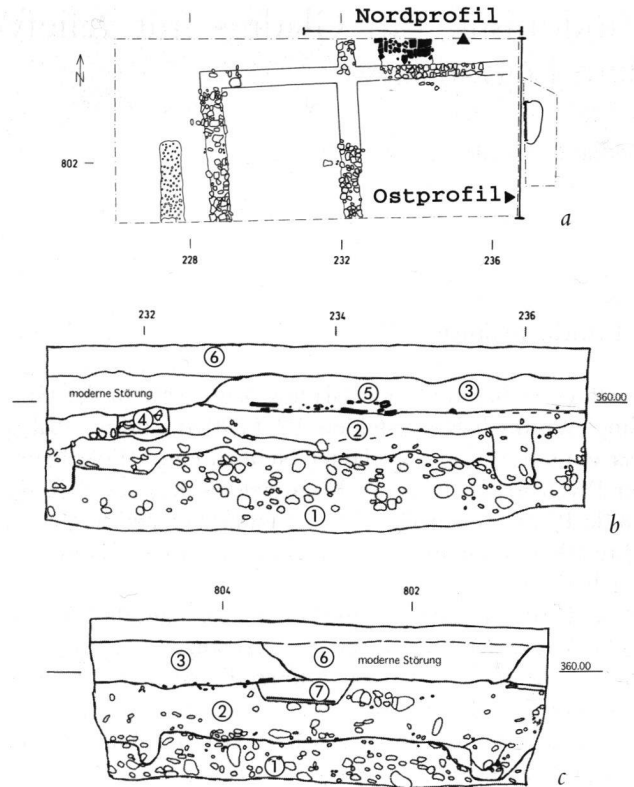 Nordprofil
N
802
Ostprofil
a
228 232 236
232 234 236
6
moderne Störung 5 3 360.00
4
2
1
b
804 802
3 6 moderne Störung 360.00
7
A
2
1
c